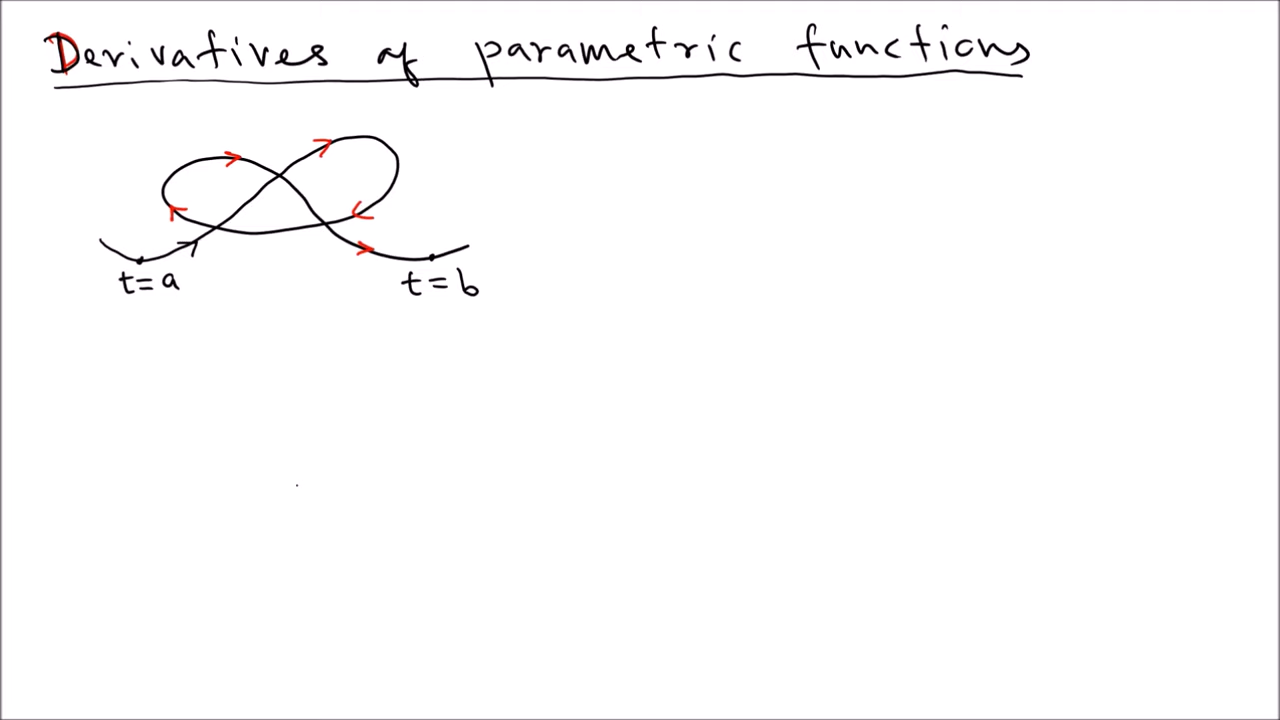 Derivatives of parametric functions
t=a
t=b